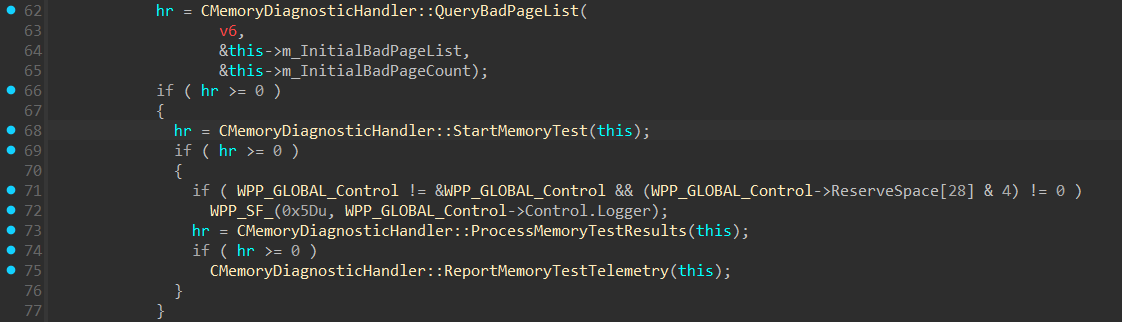 62 hr = CMemoryDiagnosticHandler::QueryBadPageList(
63 v6,
64 &this->m_InitialBadPageList,
65 &this->m_InitialBadPageCount);
66 if ( hr >= 0 )
67 {
68 hr = CMemoryDiagnosticHandler::StartMemoryTest(this);
69 if ( hr >= 0 )
70 {
71 if ( WPP_GLOBAL_Control != &WPP_GLOBAL_Control && (WPP_GLOBAL_Control->ReserveSpace[28] & 4) != 0 )
72 WPP_SF_(0x5Du, WPP_GLOBAL_Control->Control.Logger);
73 hr = CMemoryDiagnosticHandler::ProcessMemoryTestResults(this);
74 if ( hr >= 0 )
75 CMemoryDiagnosticHandler::ReportMemoryTestTelemetry(this);
76 }
77 }